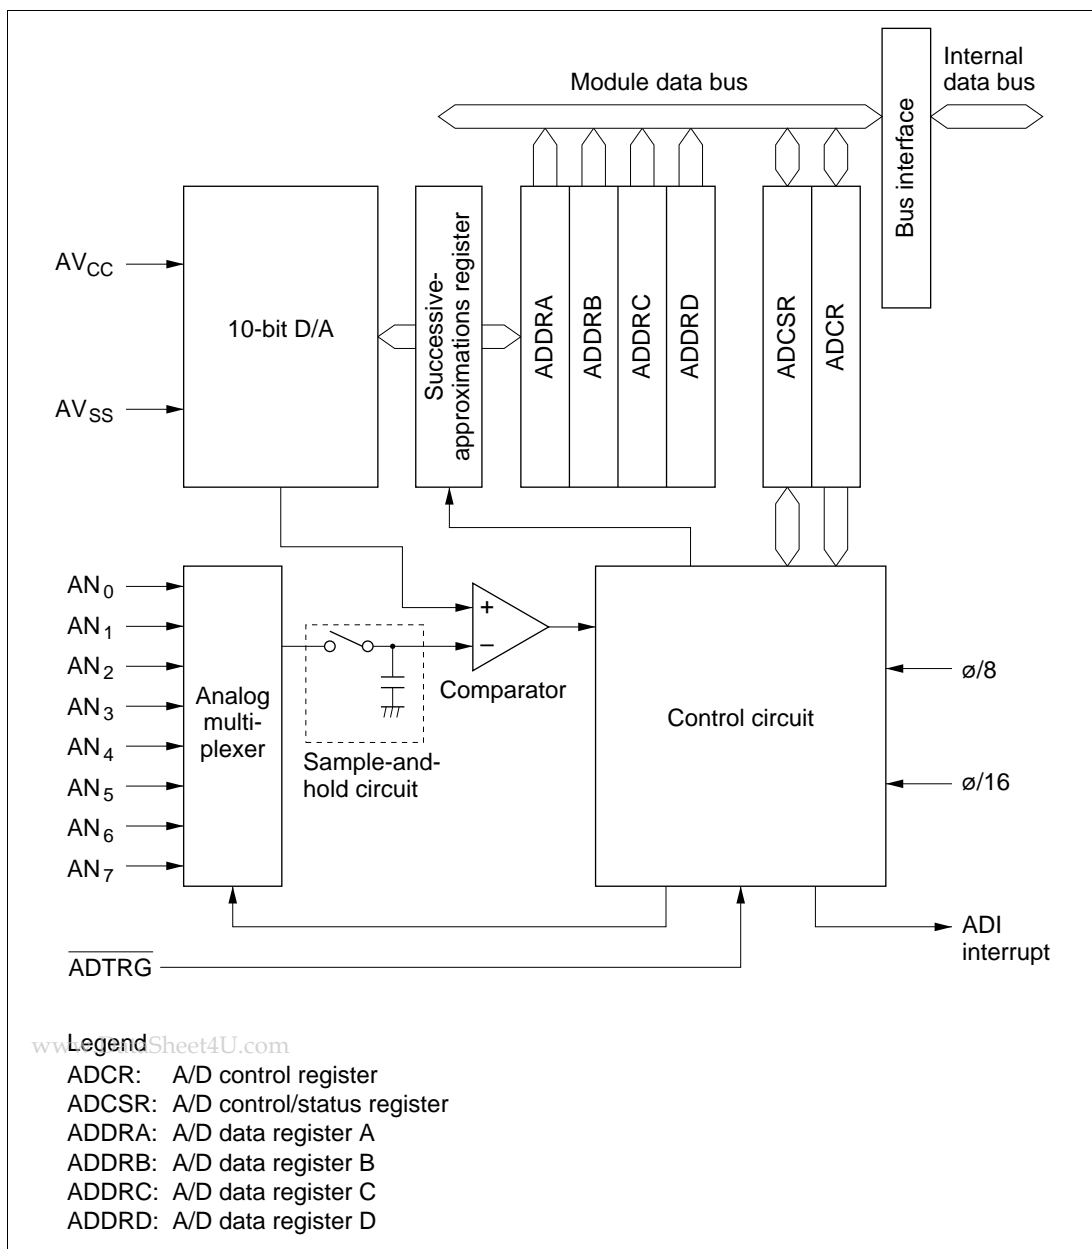 Internal
data bus
Module data bus
Bus interface
AVCC
AVSS
10-bit D/A
Successive-
approximations register
ADDRA
ADDRB
ADDRC
ADDRD
ADCSR
ADCR
AN0
AN1
AN2
AN3
AN4
AN5
AN6
AN7
Analog
multi-
plexer
Sample-and-
hold circuit
+
−
Comparator
Control circuit
ø/8
ø/16
ADI
interrupt
ADTRG
Legend
www.DataSheet4U.com
ADCR: A/D control register
ADCSR: A/D control/status register
ADDRA: A/D data register A
ADDRB: A/D data register B
ADDRC: A/D data register C
ADDRD: A/D data register D